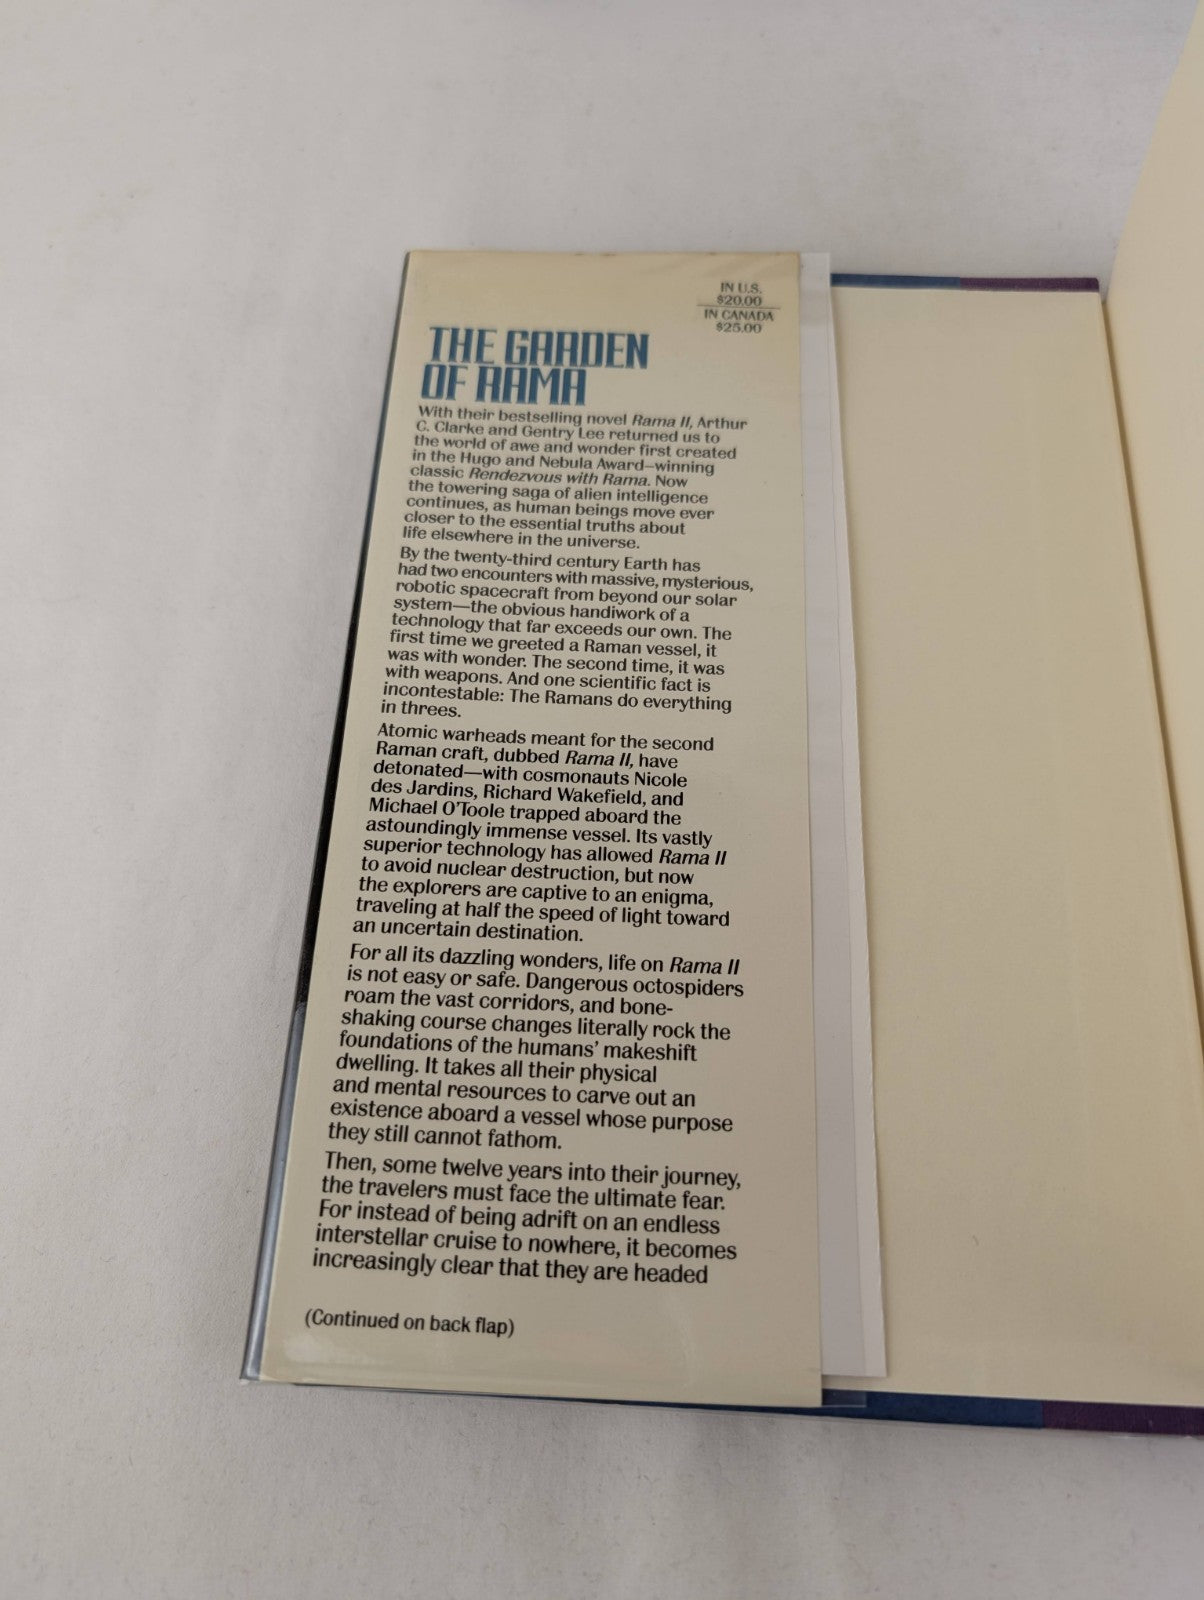 IN U.S.
$20.00
IN CANADA
$25.00
THE GARDEN
OF RAMA
With their bestselling novel Rama II, Arthur
C. Clarke and Gentry Lee returned us to
the world of awe and wonder first created
in the Hugo and Nebula Award–winning
classic Rendezvous with Rama. Now
the towering saga of alien intelligence
continues, as human beings move ever
closer to the essential truths about
life elsewhere in the universe.
By the twenty-third century Earth has
had two encounters with massive, mysterious,
robotic spacecraft from beyond our solar
system—the obvious handiwork of a
technology that far exceeds our own. The
first time we greeted a Raman vessel, it
was with wonder. The second time, it was
with weapons. And one scientific fact is
incontestable: The Ramans do everything
in threes.
Atomic warheads meant for the second
Raman craft, dubbed Rama II, have
detonated—with cosmonauts Nicole
des Jardins, Richard Wakefield, and
Michael O'Toole trapped aboard the
astoundingly immense vessel. Its vastly
superior technology has allowed Rama II
to avoid nuclear destruction, but now
the explorers are captive to an enigma,
traveling at half the speed of light toward
an uncertain destination.
For all its dazzling wonders, life on Rama II
is not easy or safe. Dangerous octospiders
roam the vast corridors, and bone-
shaking course changes literally rock the
foundations of the humans' makeshift
dwelling. It takes all their physical
and mental resources to carve out an
existence aboard a vessel whose purpose
they still cannot fathom.
Then, some twelve years into their journey,
the travelers must face the ultimate fear.
For instead of being adrift on an endless
interstellar cruise to nowhere, it becomes
increasingly clear that they are headed
(Continued on back flap)